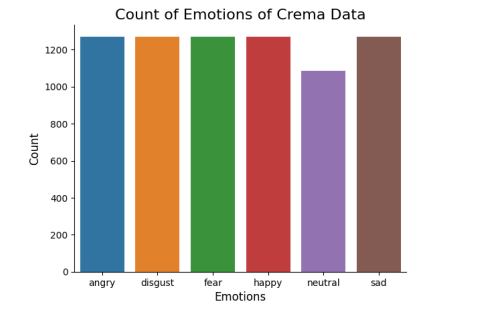 Count of Emotions of Crema Data
1200
1000
800
600
400
200
0
Count
angry disgust fear happy neutral sad
Emotions